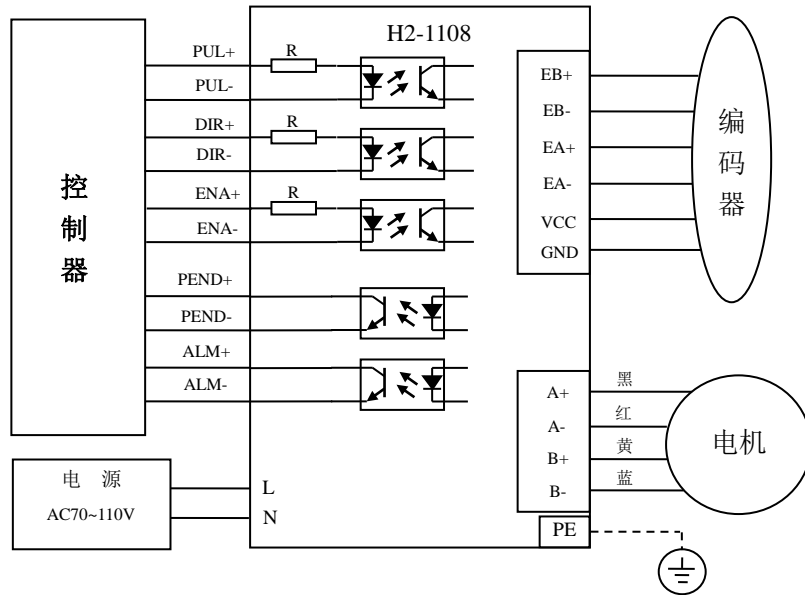 H2-1108
控
制
器
PUL+
R
PUL-
DIR+
R
DIR-
ENA+
R
ENA-
PEND+
PEND-
ALM+
ALM-
EB+
EB-
EA+
EA-
VCC
GND
编
码
器
A+
黑
A-
红
B+
黄
B-
蓝
电机
电 源
AC70~110V
L
N
PE